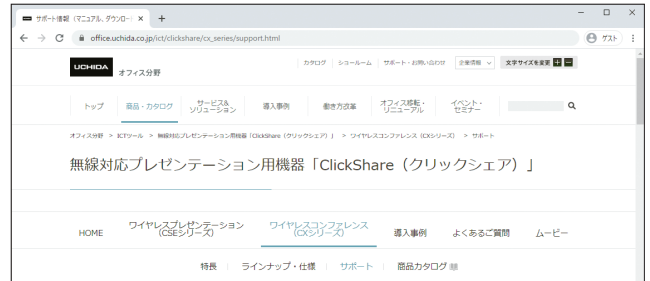 サポート情報 (マニュアル、ダウンロード
office.uchida.co.jp/ict/clickshare/cx_series/support.html
ゲスト
UCHIDA オフィス分野
カタログ ショールーム サポート・お問い合わせ 企業情報 文字サイズを変更
トップ 商品・カタログ サービス&ソリューション 導入事例 働き方改革 オフィス移転・リニューアル イベント・セミナー
オフィス分野 > ICTツール > 無線対応プレゼンテーション用機器「ClickShare (クリックシェア) 」 > ワイヤレスコンファレンス (CXシリーズ) > サポート
無線対応プレゼンテーション用機器「ClickShare(クリックシェア)」
HOME ワイヤレスプレゼンテーション(CSEシリーズ) ワイヤレスコンファレンス(CXシリーズ) 導入事例 よくあるご質問 ムービー
特長 ラインナップ・仕様 サポート 商品カタログ